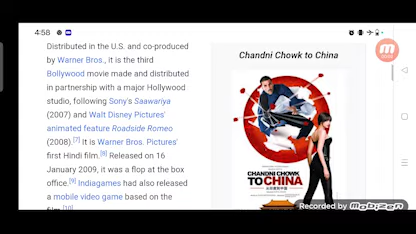 4:58
Distributed in the U.S. and co-produced
by Warner Bros., it is the third
Bollywood movie made and distributed
in partnership with a major Hollywood
studio, following Sony's Saawariya
(2007) and Walt Disney Pictures'
animated feature Roadside Romeo
(2008).[7] It is Warner Bros. Pictures'
first Hindi film.[8] Released on 16
January 2009, it was a flop at the box
office.[9] Indiagames had also released
a mobile video game based on the
film.[10]
Chandni Chowk to China
CHANDNI CHOWK
TO CHINA
Recorded by Mobizen